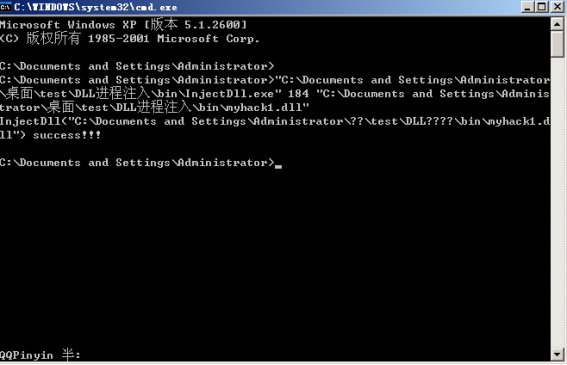 C:\WINDOWS\system32\cmd.exe
Microsoft Windows XP [版本 5.1.2600]
(C) 版权所有 1985-2001 Microsoft Corp.
C:\Documents and Settings\Administrator>
C:\Documents and Settings\Administrator>"C:\Documents and Settings\Administrator
\桌面\test\DLL进程注入\bin\InjectDll.exe" 184 "C:\Documents and Settings\Adminis
trator\桌面\test\DLL进程注入\bin\myhack1.dll"
InjectDll("C:\Documents and Settings\Administrator\??\test\DLL????\bin\myhack1.d
ll") success!!!
C:\Documents and Settings\Administrator>_
QQPinyin 半: